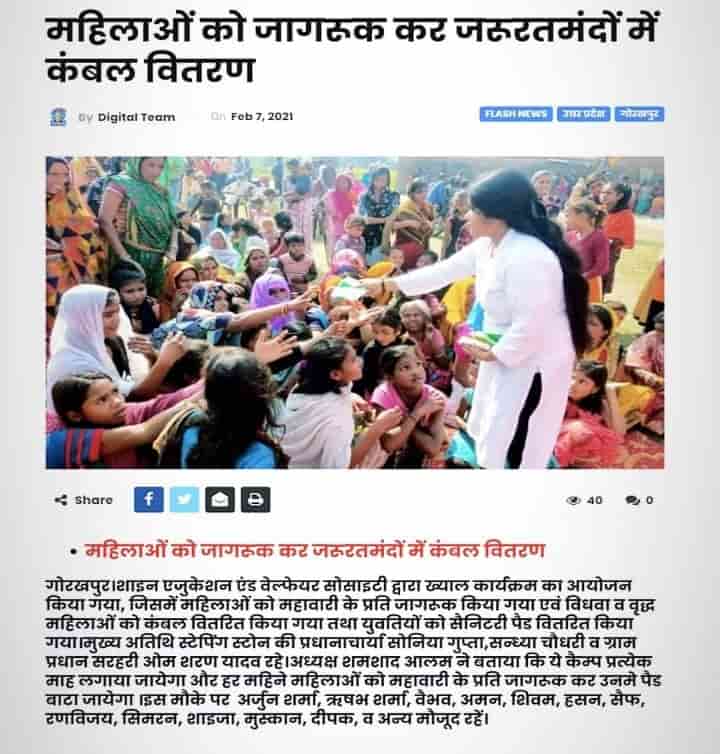 महिलाओं को जागरूक कर जरूरतमंदों में
कंबल वितरण
By Digital Team On Feb 7, 2021
FLASH NEWS उत्तर प्रदेश गोरखपुर
Share
40 0
महिलाओं को जागरूक कर जरूरतमंदों में कंबल वितरण
गोरखपुर।शाइन एजुकेशन एंड वेल्फेयर सोसाइटी द्वारा ख्याल कार्यक्रम का आयोजन
किया गया, जिसमें महिलाओं को महावारी के प्रति जागरूक किया गया एवं विधवा व वृद्ध
महिलाओं को कंबल वितरित किया गया तथा युवतियों को सैनिटरी पैड वितरित किया
गया।मुख्य अतिथि स्टेपिंग स्टोन की प्रधानाचार्या सोनिया गुप्ता,सन्ध्या चौधरी व ग्राम
प्रधान सरहरी ओम शरण यादव रहे।अध्यक्ष शमशाद आलम ने बताया कि ये कैम्प प्रत्येक
माह लगाया जायेगा और हर महिने महिलाओं को महावारी के प्रति जागरूक कर उनमे पैड
वाटा जायेगा ।इस मौके पर अर्जुन शर्मा, ऋषभ शर्मा, वैभव, अमन, शिवम, हसन, सैफ,
रणविजय, सिमरन, शाइजा, मुस्कान, दीपक, व अन्य मौजूद रहें।